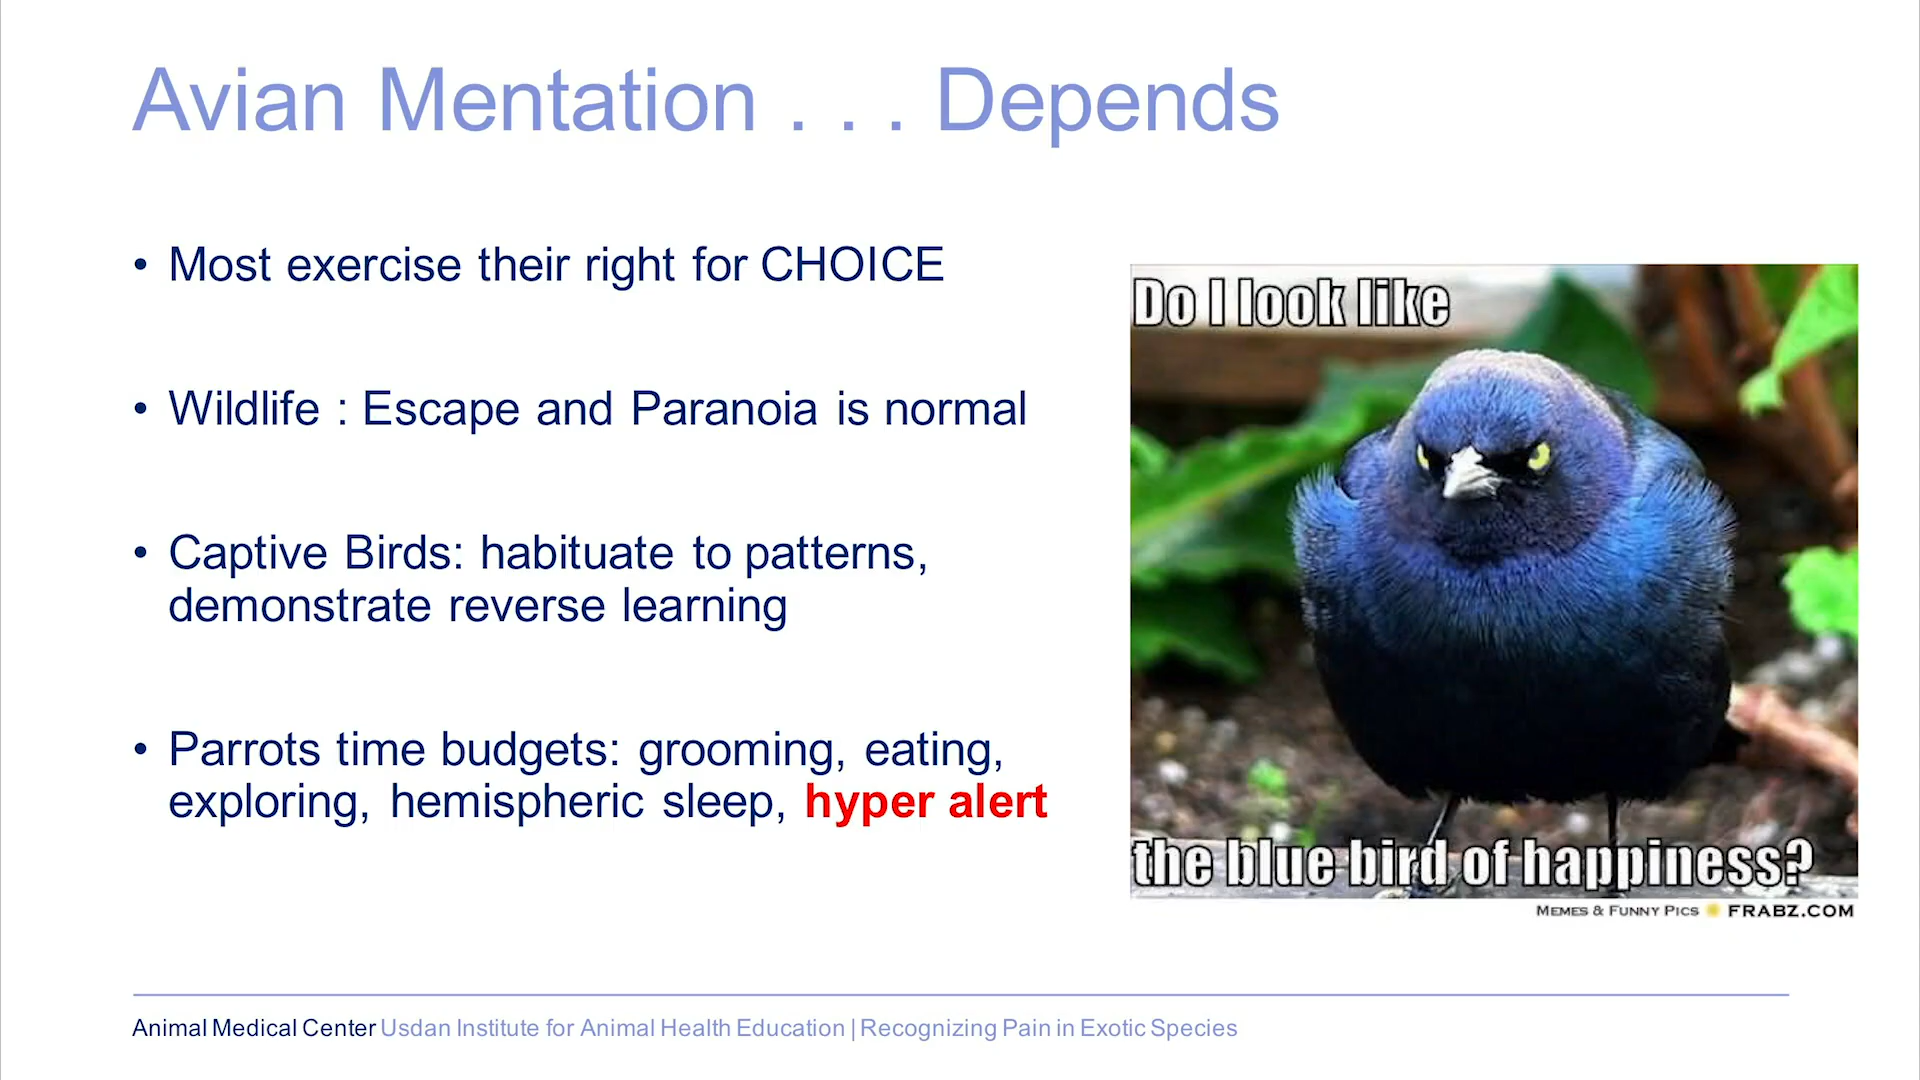 Avian Mentation . . . Depends
• Most exercise their right for CHOICE
• Wildlife : Escape and Paranoia is normal
• Captive Birds: habituate to patterns,
demonstrate reverse learning
• Parrots time budgets: grooming, eating,
exploring, hemispheric sleep, hyper alert
Do I look like
the blue bird of happiness?
MEMES & FUNNY PICS FRABZ.COM
Animal Medical Center Usdan Institute for Animal Health Education | Recognizing Pain in Exotic Species